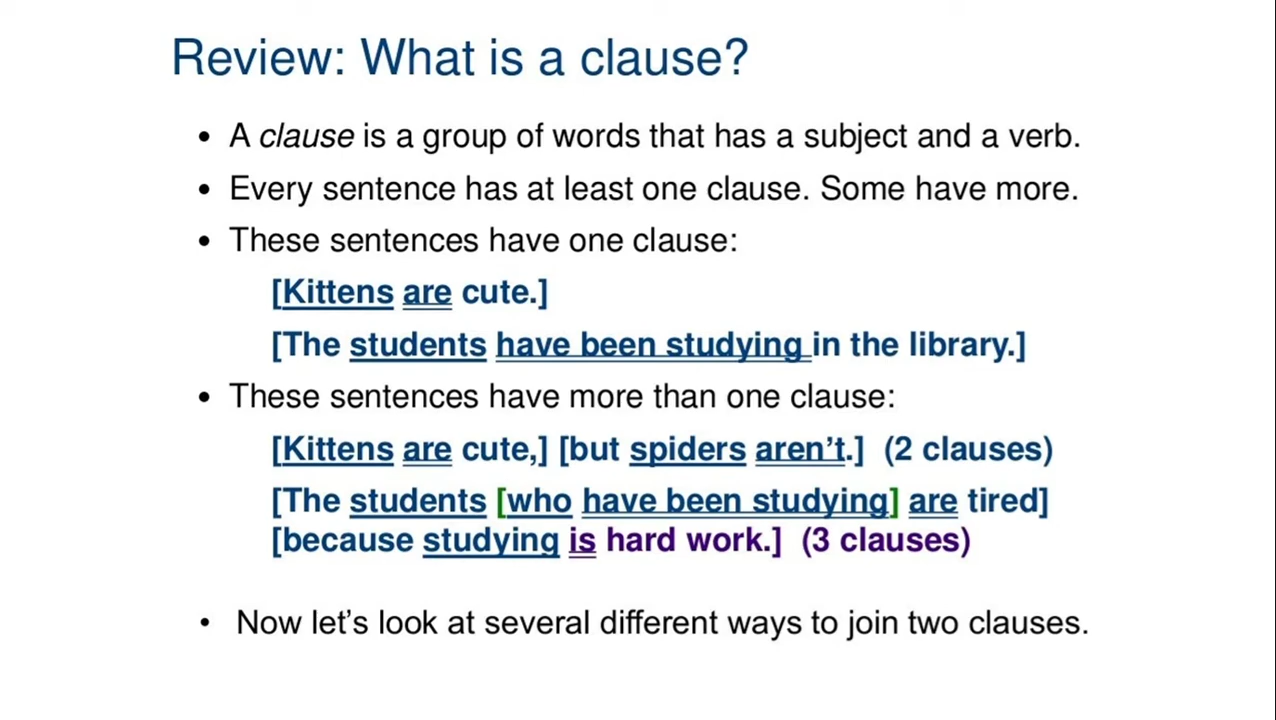 Review: What is a clause?
• A clause is a group of words that has a subject and a verb.
• Every sentence has at least one clause. Some have more.
• These sentences have one clause:
[Kittens are cute.]
[The students have been studying in the library.]
• These sentences have more than one clause:
[Kittens are cute,] [but spiders aren’t.] (2 clauses)
[The students [who have been studying] are tired]
[because studying is hard work.] (3 clauses)
• Now let’s look at several different ways to join two clauses.